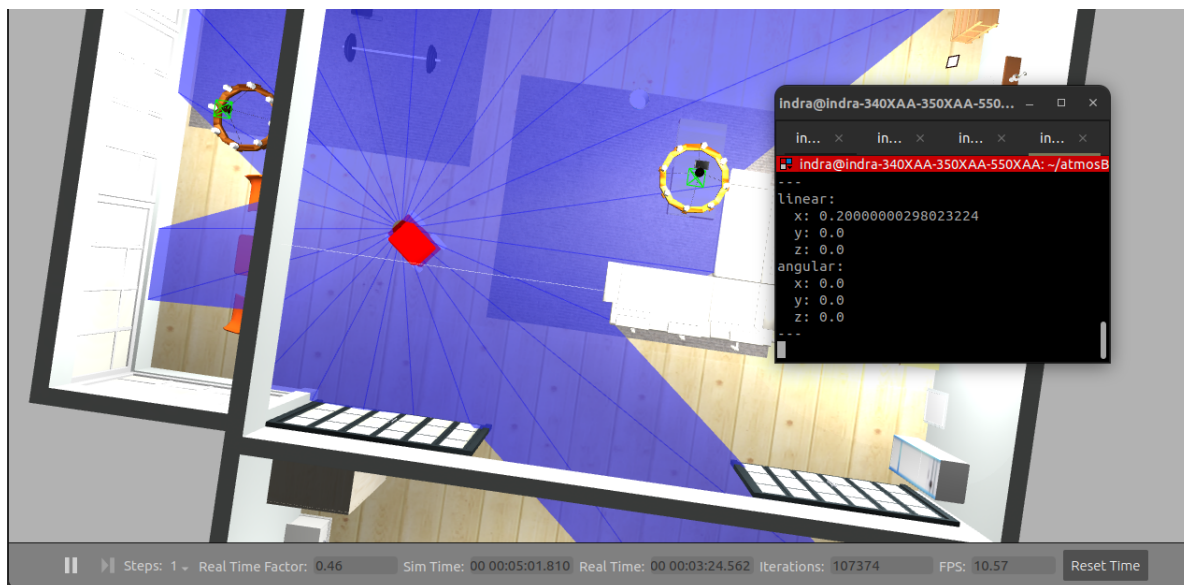 indra@indra-340XAA-350XAA-550...
in... in... in... in...
indra@indra-340XAA-350XAA-550XAA: ~/atmosB
---
linear:
  x: 0.20000000298023224
  y: 0.0
  z: 0.0
angular:
  x: 0.0
  y: 0.0
  z: 0.0
---
Steps: 1 Real Time Factor: 0.46 Sim Time: 00 00:05:01.810 Real Time: 00 00:03:24.562 Iterations: 107374 FPS: 10.57 Reset Time